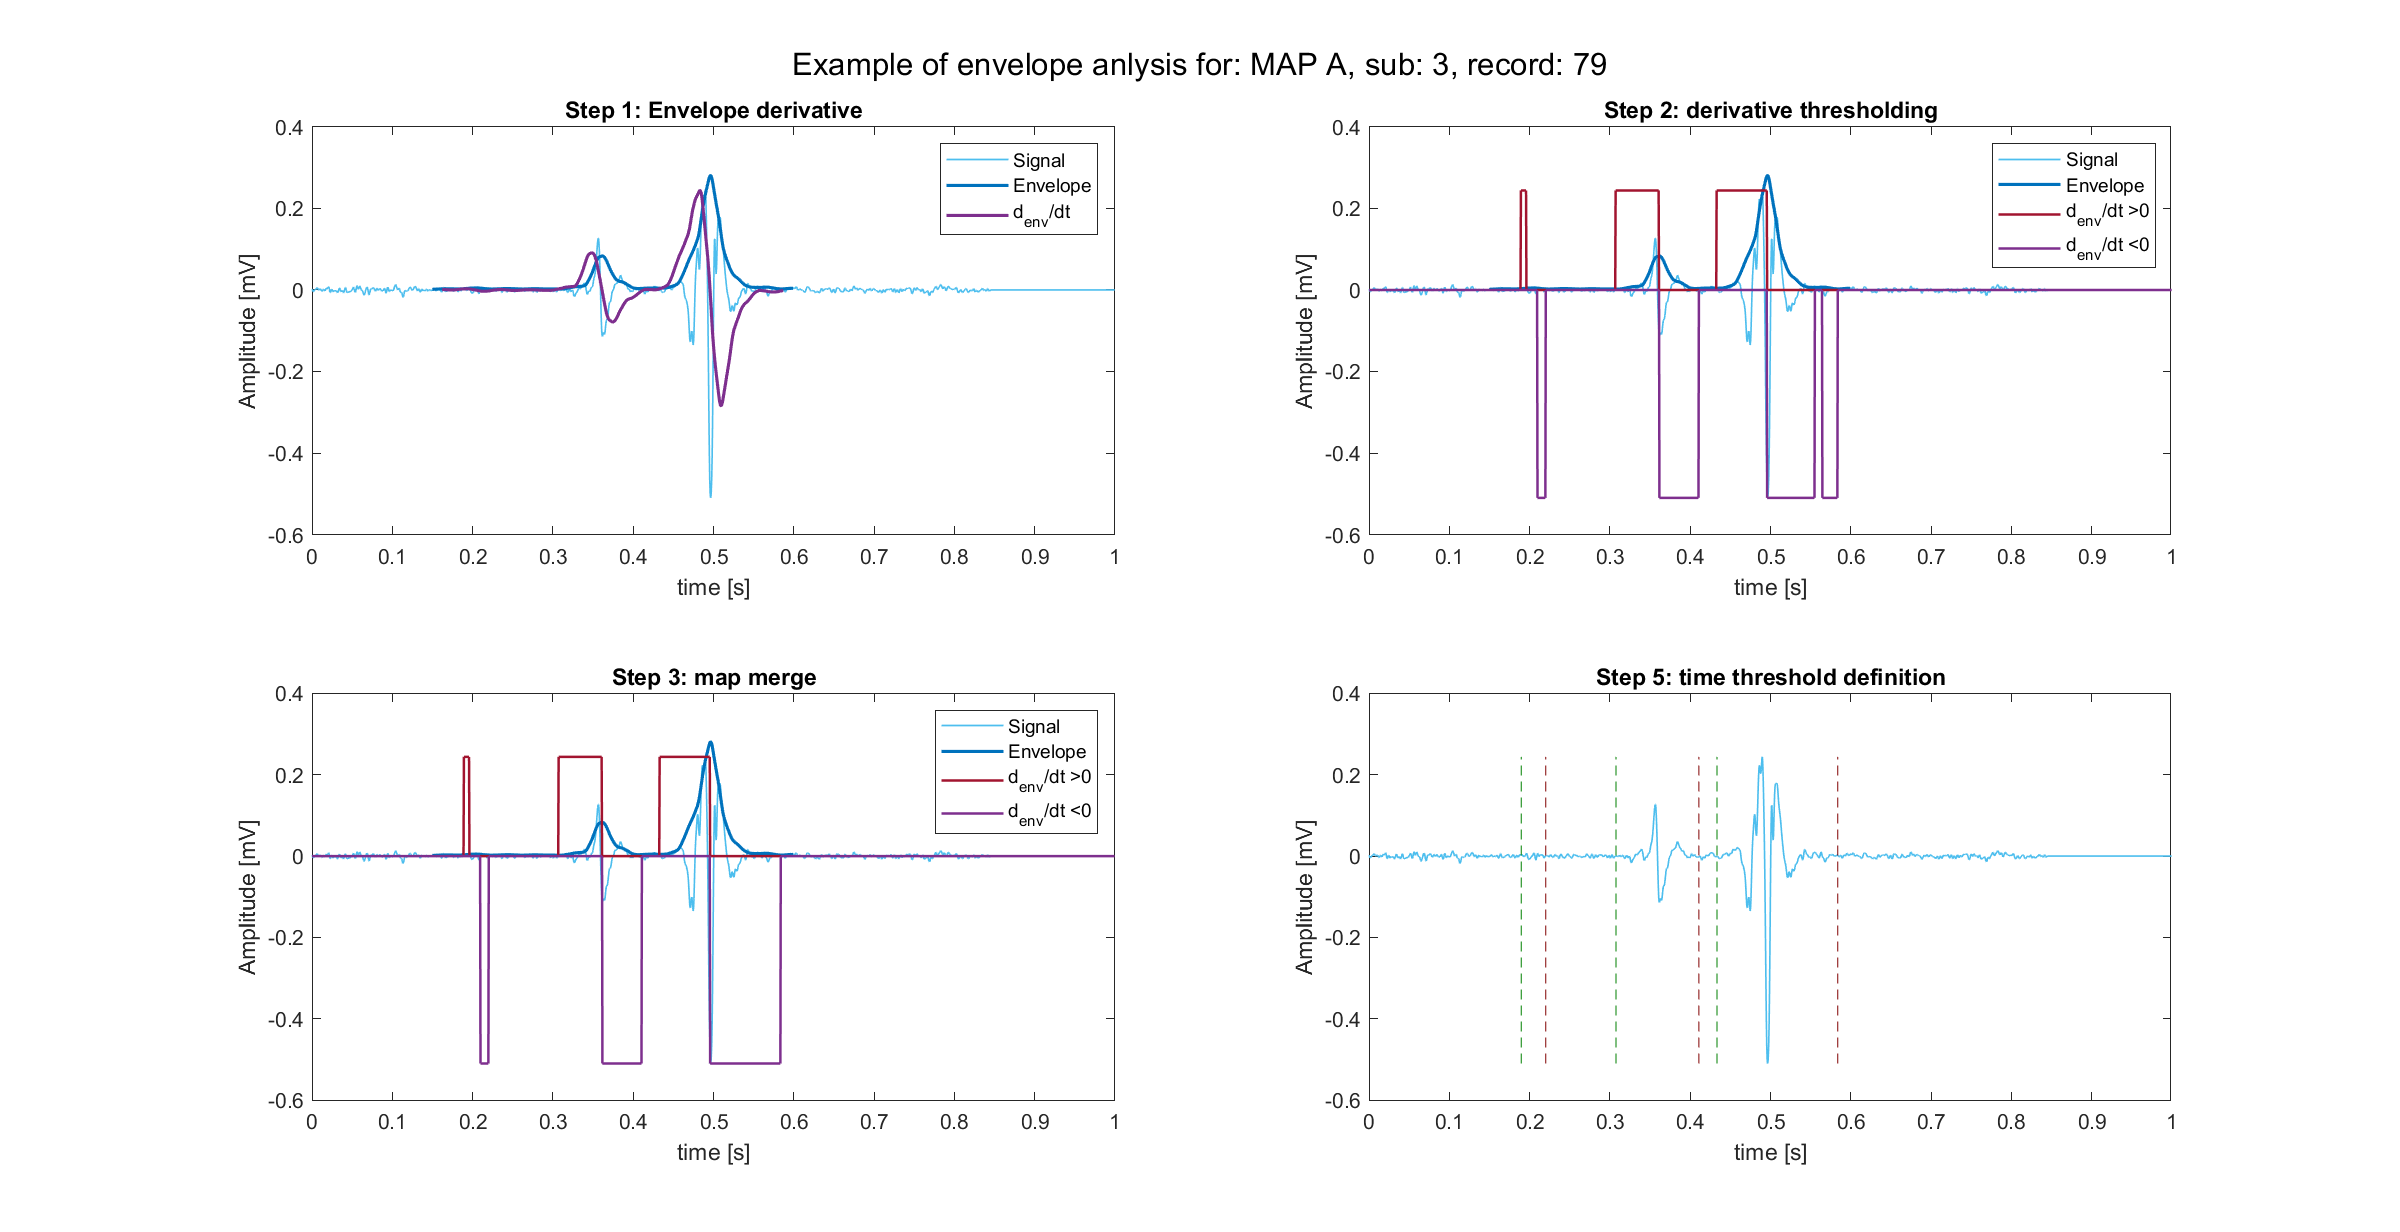 Example of envelope anlysis for: MAP A, sub: 3, record: 79
Step 1: Envelope derivative
0.4
0.2
0
-0.2
-0.4
-0.6
Amplitude [mV]
Signal
Envelope
d_env/dt
0 0.1 0.2 0.3 0.4 0.5 0.6 0.7 0.8 0.9 1
time [s]
Step 2: derivative thresholding
0.4
0.2
0
-0.2
-0.4
-0.6
Amplitude [mV]
Signal
Envelope
d_env/dt >0
d_env/dt <0
0 0.1 0.2 0.3 0.4 0.5 0.6 0.7 0.8 0.9 1
time [s]
Step 3: map merge
0.4
0.2
0
-0.2
-0.4
-0.6
Amplitude [mV]
Signal
Envelope
d_env/dt >0
d_env/dt <0
0 0.1 0.2 0.3 0.4 0.5 0.6 0.7 0.8 0.9 1
time [s]
Step 5: time threshold definition
0.4
0.2
0
-0.2
-0.4
-0.6
Amplitude [mV]
0 0.1 0.2 0.3 0.4 0.5 0.6 0.7 0.8 0.9 1
time [s]